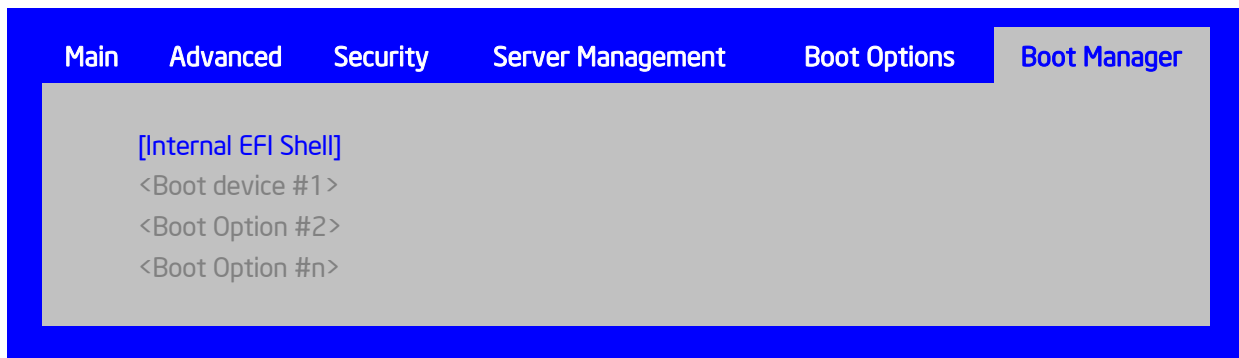 Main Advanced Security Server Management Boot Options Boot Manager
[Internal EFI Shell]
<Boot device #1>
<Boot Option #2>
<Boot Option #n>